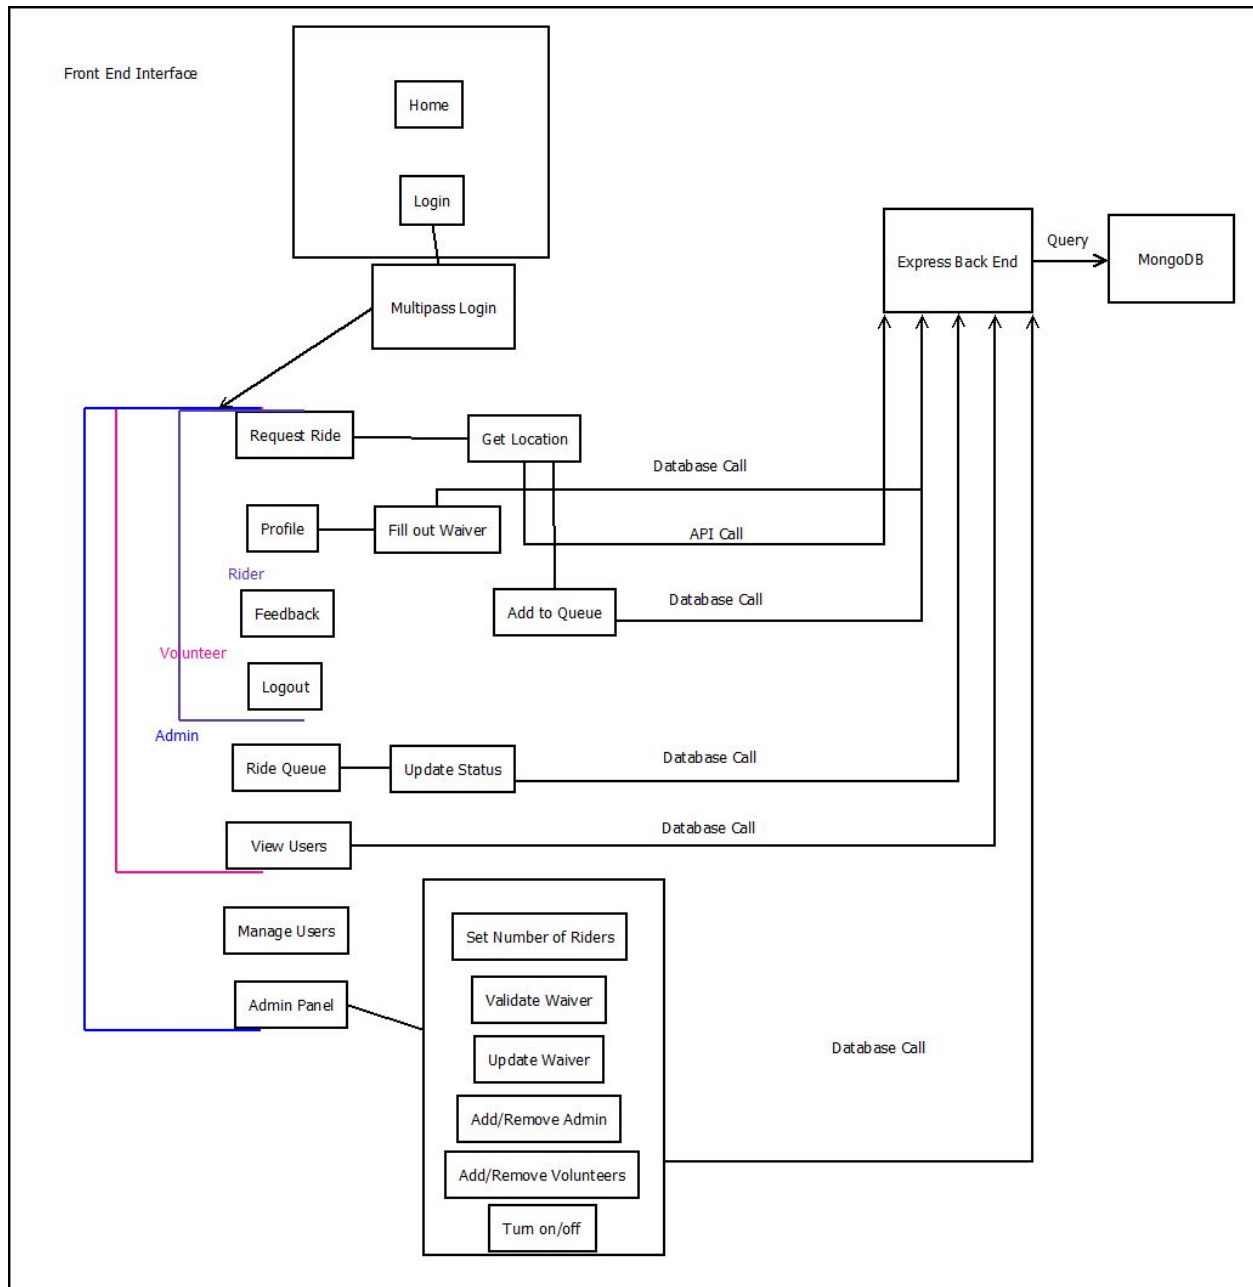 Front End Interface
Home
Login
Multipass Login
Express Back End
Query
MongoDB
Request Ride
Get Location
Database Call
Profile
Fill out Waiver
API Call
Rider
Feedback
Add to Queue
Database Call
Volunteer
Logout
Admin
Ride Queue
Update Status
Database Call
View Users
Database Call
Manage Users
Set Number of Riders
Admin Panel
Validate Waiver
Update Waiver
Database Call
Add/Remove Admin
Add/Remove Volunteers
Turn on/off